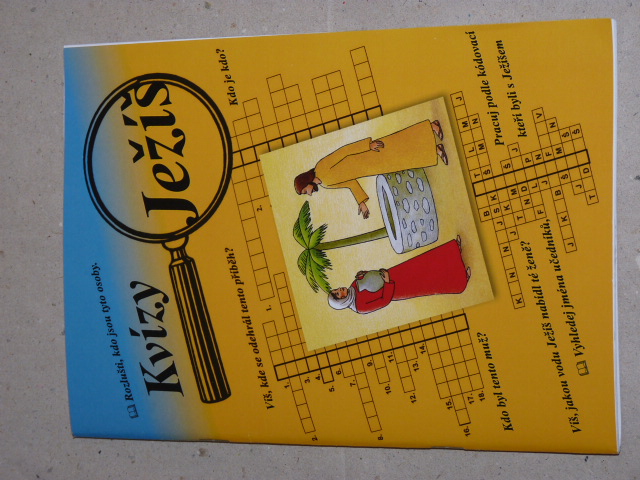 Rozlušti, kdo jsou tyto osoby.
Kvízy
Ježíš
Kdo je kdo?
Víš, kde se odehrál tento příběh?
Kdo byl tento muž?
Víš, jakou vodu Ježíš nabídl té ženě?
Vyhledej jména učedníků,
Pracuj podle kódovací
kteří byli s Ježíšem